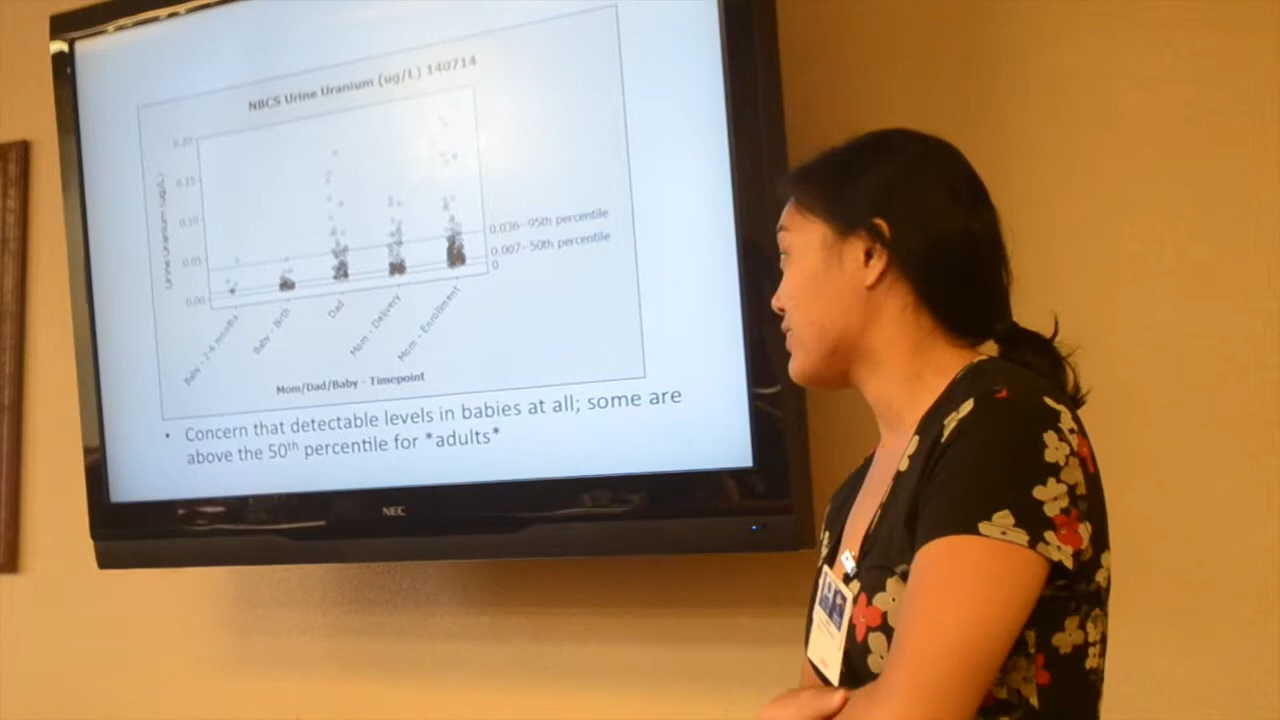 NBCS Urine Uranium (ug/L) 140714
0.20
0.15
0.10
0.05
0.00
Urine Uranium (ug/L)
0.036--95th percentile
0.007--50th percentile
0
Baby - 2-6 months
Baby - Birth
Dad
Mom - Delivery
Mom - Enrollment
Mom/Dad/Baby - Timepoint
• Concern that detectable levels in babies at all; some are
above the 50th percentile for *adults*
NEC